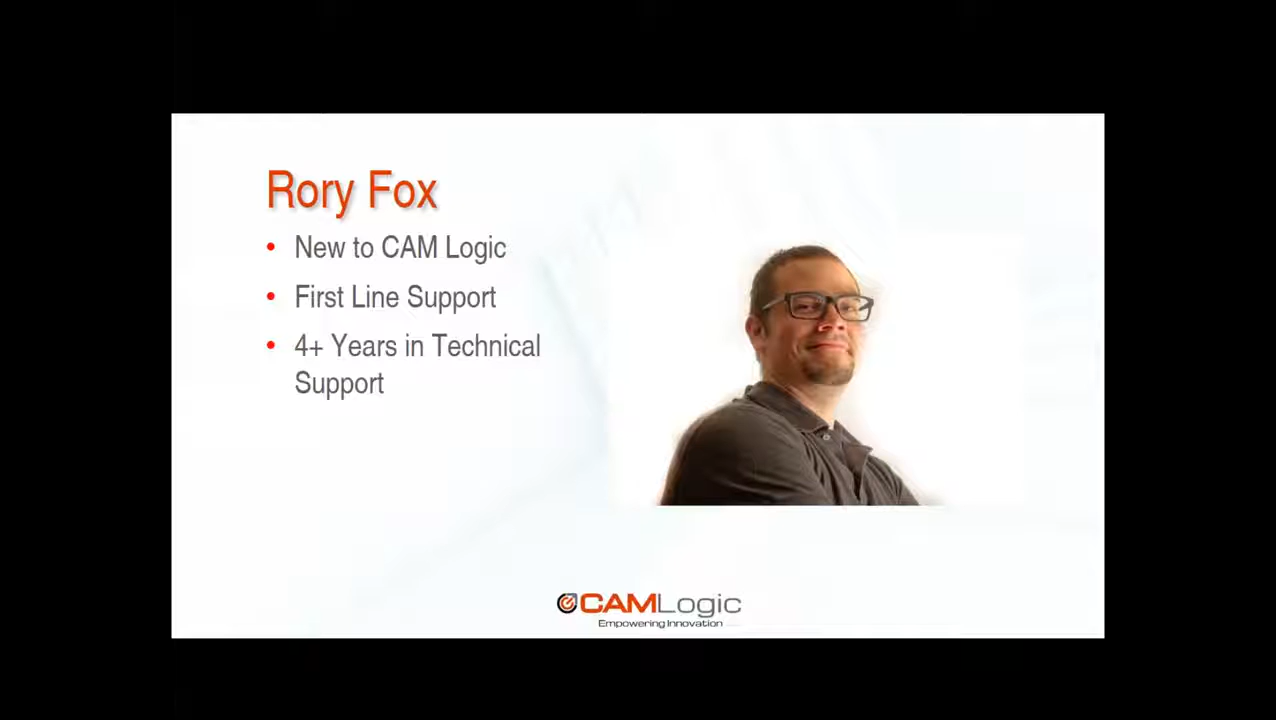 Rory Fox
• New to CAM Logic
• First Line Support
• 4+ Years in Technical
Support
CAMLogic
Empowering Innovation